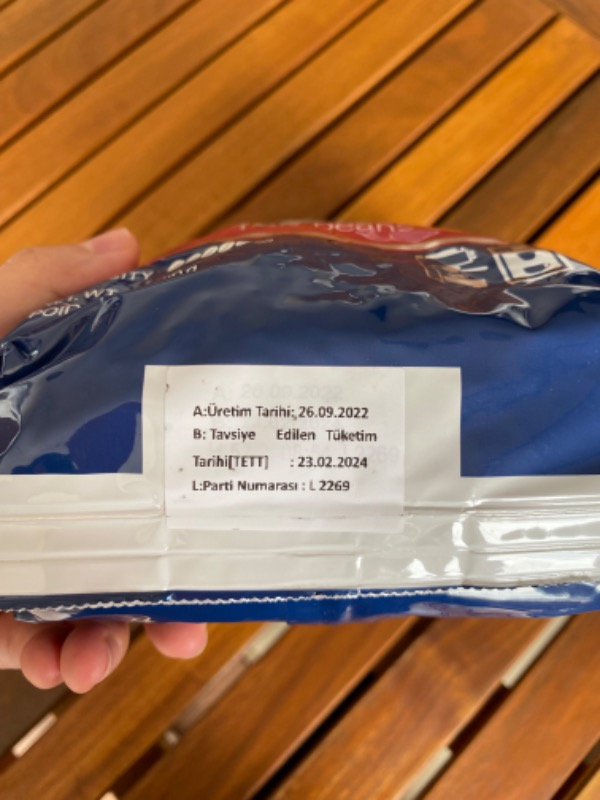 A:Üretim Tarihi: 26.09.2022
B: Tavsiye Edilen Tüketim
Tarihi[TETT] : 23.02.2024
L:Parti Numarası : L 2269